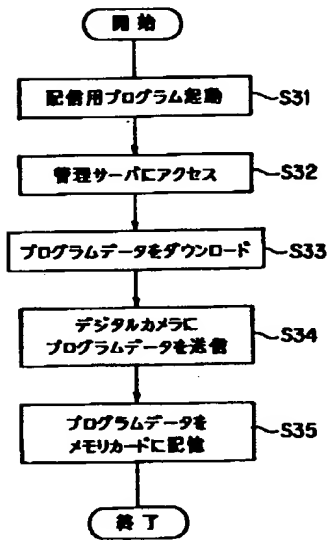 開始
配信用プログラム起動
S31
管理サーバにアクセス
S32
プログラムデータをダウンロード
S33
デジタルカメラに
プログラムデータを送信
S34
プログラムデータを
メモリカードに記憶
S35
終了